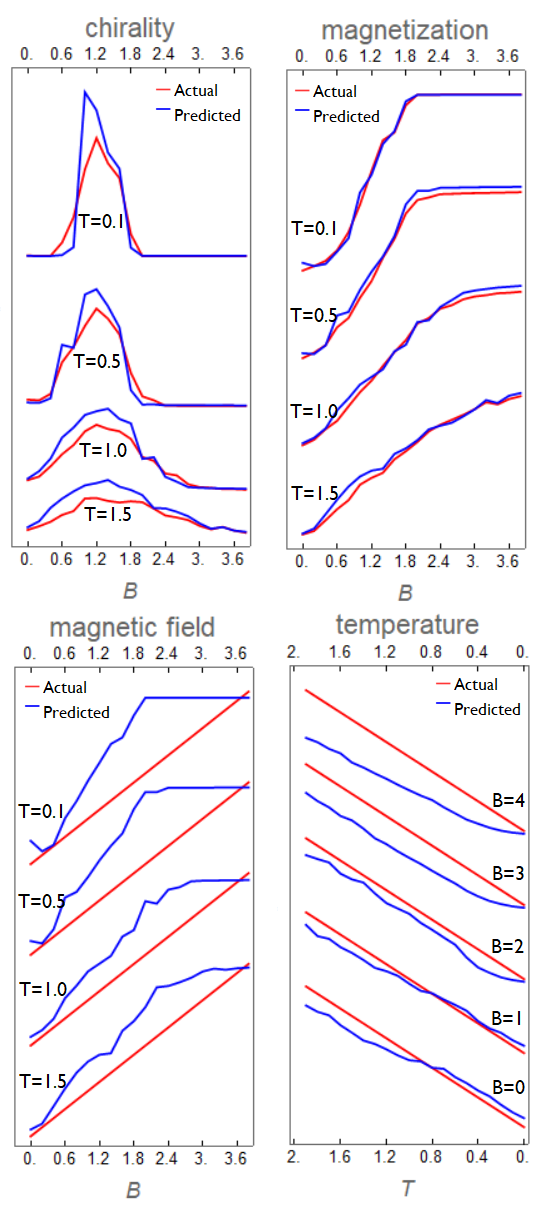 chirality
0. 0.6 1.2 1.8 2.4 3. 3.6
Actual
Predicted
T=0.1
T=0.5
T=1.0
T=1.5
0. 0.6 1.2 1.8 2.4 3. 3.6
B
magnetization
0. 0.6 1.2 1.8 2.4 3. 3.6
Actual
Predicted
T=0.1
T=0.5
T=1.0
T=1.5
0. 0.6 1.2 1.8 2.4 3. 3.6
B
magnetic field
0. 0.6 1.2 1.8 2.4 3. 3.6
Actual
Predicted
T=0.1
T=0.5
T=1.0
T=1.5
0. 0.6 1.2 1.8 2.4 3. 3.6
B
temperature
2. 1.6 1.2 0.8 0.4 0.
Actual
Predicted
B=4
B=3
B=2
B=1
B=0
2. 1.6 1.2 0.8 0.4 0.
T